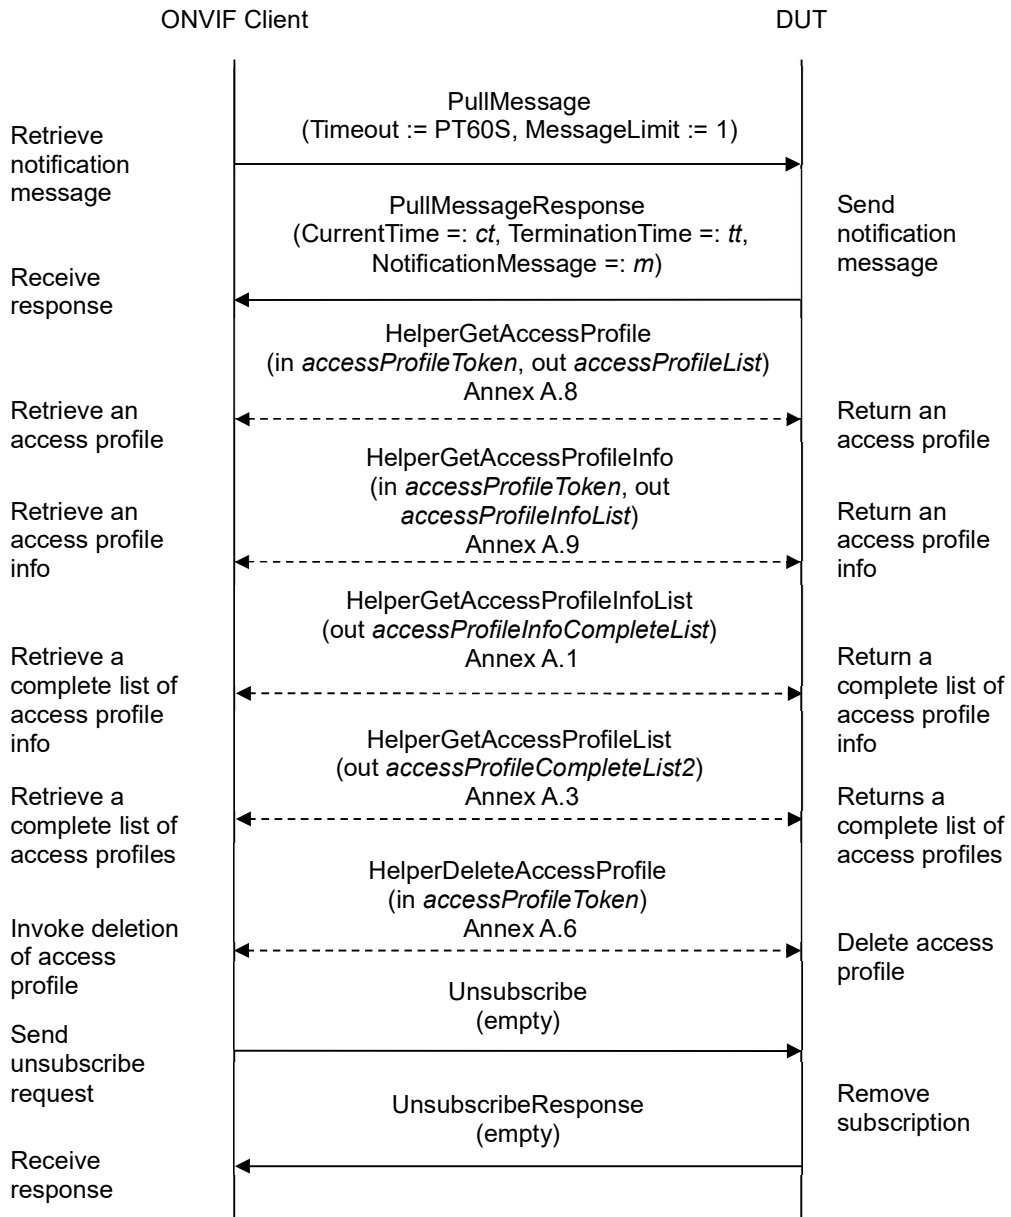 ONVIF Client
DUT
PullMessage
(Timeout := PT60S, MessageLimit := 1)
Retrieve
notification
message
PullMessageResponse
(CurrentTime =: ct, TerminationTime =: tt,
NotificationMessage =: m)
Send
notification
message
Receive
response
HelperGetAccessProfile
(in accessProfileToken, out accessProfileList)
Annex A.8
Retrieve an
access profile
Return an
access profile
HelperGetAccessProfileInfo
(in accessProfileToken, out
accessProfileInfoList)
Annex A.9
Retrieve an
access profile
info
Return an
access profile
info
HelperGetAccessProfileInfoList
(out accessProfileInfoCompleteList)
Annex A.1
Retrieve a
complete list of
access profile
info
Return a
complete list of
access profile
info
HelperGetAccessProfileList
(out accessProfileCompleteList2)
Annex A.3
Retrieve a
complete list of
access profiles
Returns a
complete list of
access profiles
HelperDeleteAccessProfile
(in accessProfileToken)
Annex A.6
Invoke deletion
of access
profile
Delete access
profile
Unsubscribe
(empty)
Send
unsubscribe
request
UnsubscribeResponse
(empty)
Remove
subscription
Receive
response